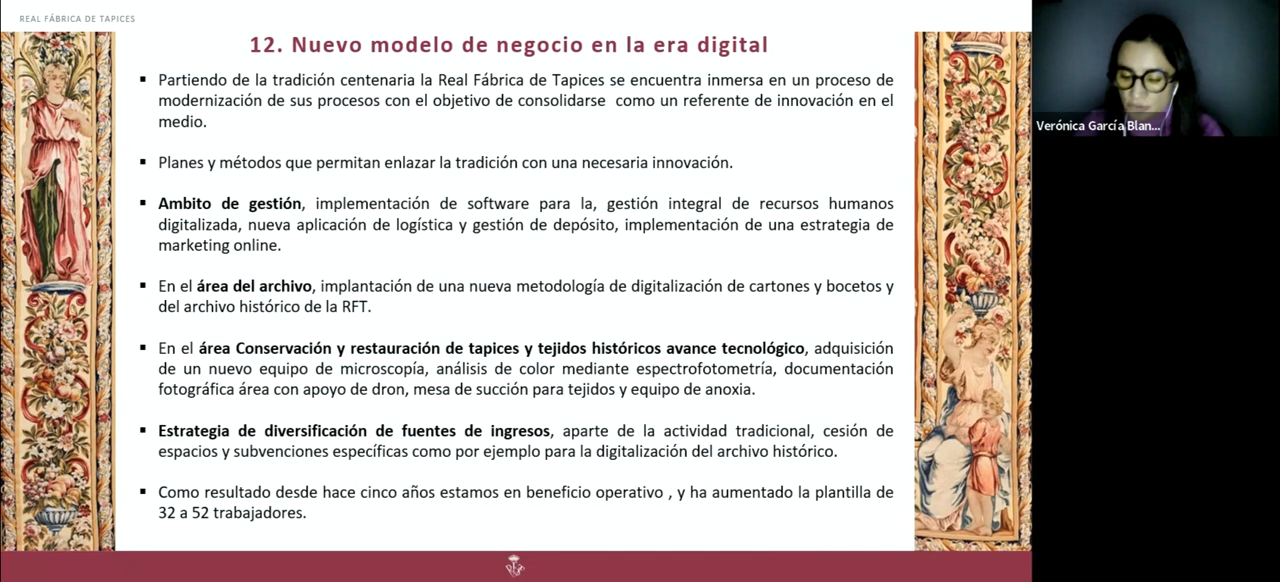 REAL FÁBRICA DE TAPICES
12. Nuevo modelo de negocio en la era digital
▪ Partiendo de la tradición centenaria la Real Fábrica de Tapices se encuentra inmersa en un proceso de
modernización de sus procesos con el objetivo de consolidarse como un referente de innovación en el
medio.
▪ Planes y métodos que permitan enlazar la tradición con una necesaria innovación.
▪ Ambito de gestión, implementación de software para la, gestión integral de recursos humanos
digitalizada, nueva aplicación de logística y gestión de depósito, implementación de una estrategia de
marketing online.
▪ En el área del archivo, implantación de una nueva metodología de digitalización de cartones y bocetos y
del archivo histórico de la RFT.
▪ En el área Conservación y restauración de tapices y tejidos históricos avance tecnológico, adquisición
de un nuevo equipo de microscopía, análisis de color mediante espectrofotometría, documentación
fotográfica área con apoyo de dron, mesa de succión para tejidos y equipo de anoxia.
▪ Estrategia de diversificación de fuentes de ingresos, aparte de la actividad tradicional, cesión de
espacios y subvenciones específicas como por ejemplo para la digitalización del archivo histórico.
▪ Como resultado desde hace cinco años estamos en beneficio operativo , y ha aumentado la plantilla de
32 a 52 trabajadores.
Verónica García Blan...